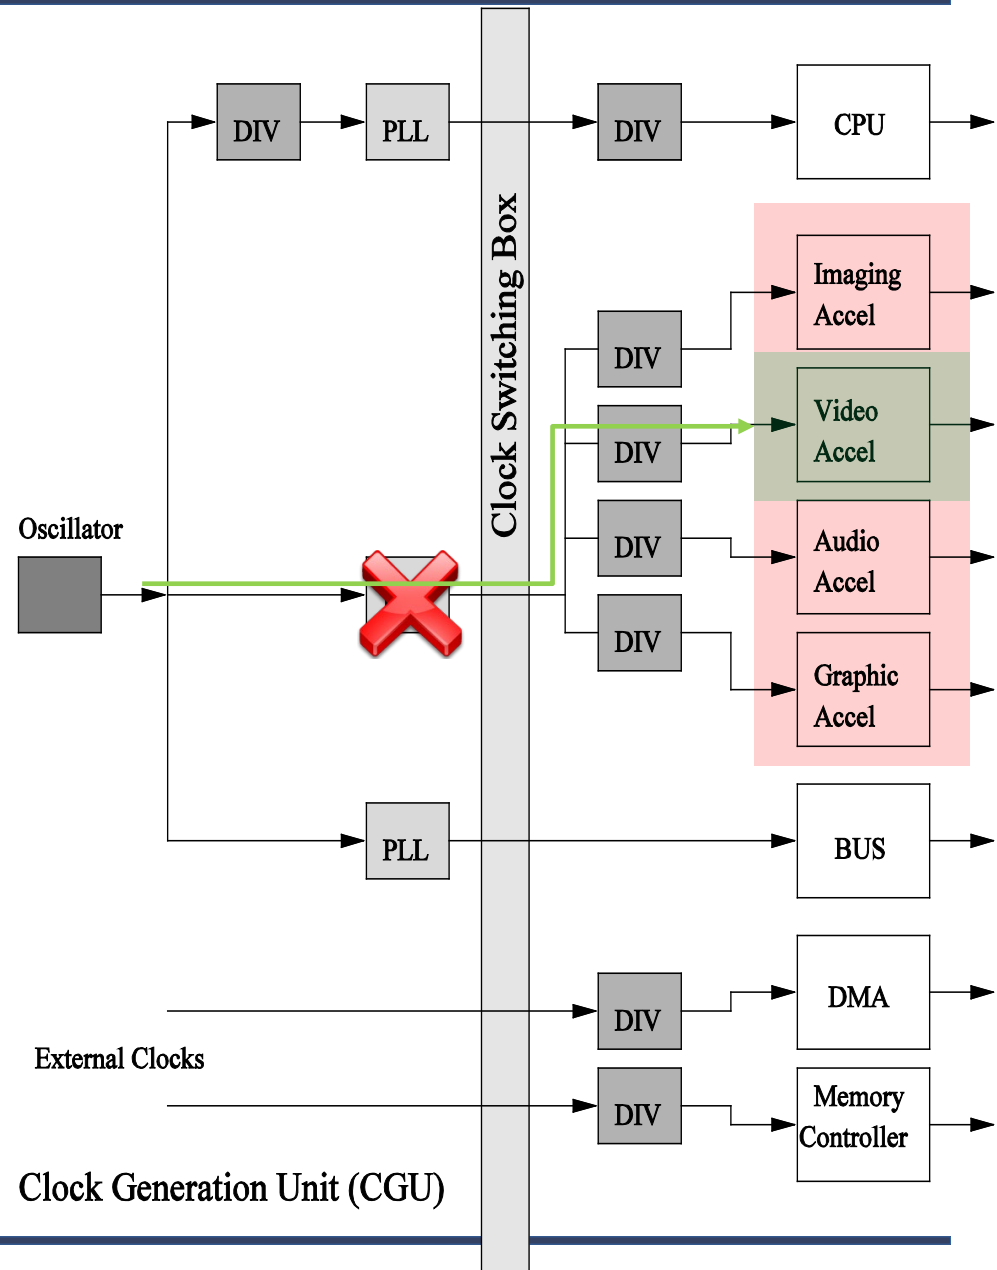 DIV
PLL
DIV
CPU
Clock Switching Box
Imaging
Accel
DIV
Video
Accel
DIV
Oscillator
Audio
Accel
DIV
DIV
Graphic
Accel
PLL
BUS
DMA
DIV
External Clocks
Memory
Controller
DIV
Clock Generation Unit (CGU)